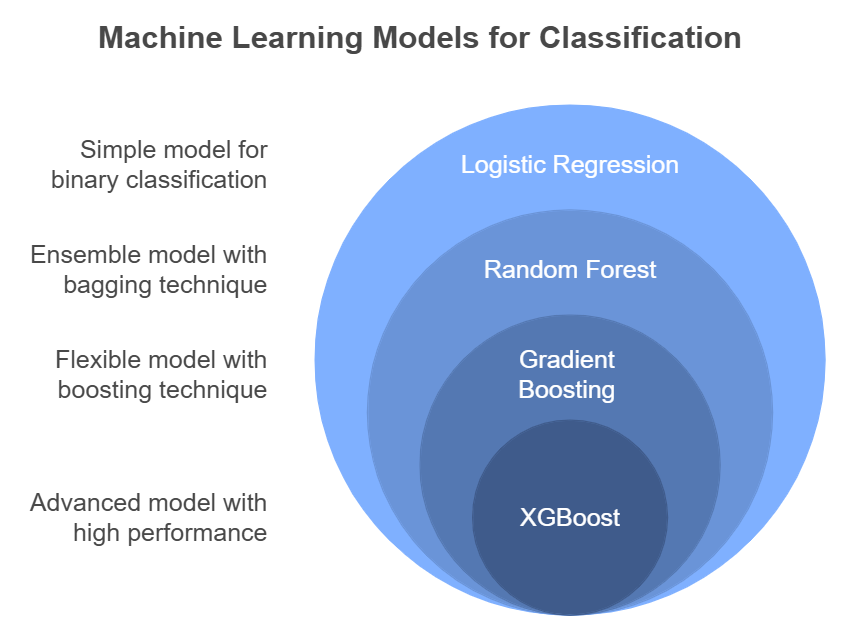 Machine Learning Models for Classification
Simple model for
binary classification
Logistic Regression
Ensemble model with
bagging technique
Random Forest
Flexible model with
boosting technique
Gradient
Boosting
Advanced model with
high performance
XGBoost